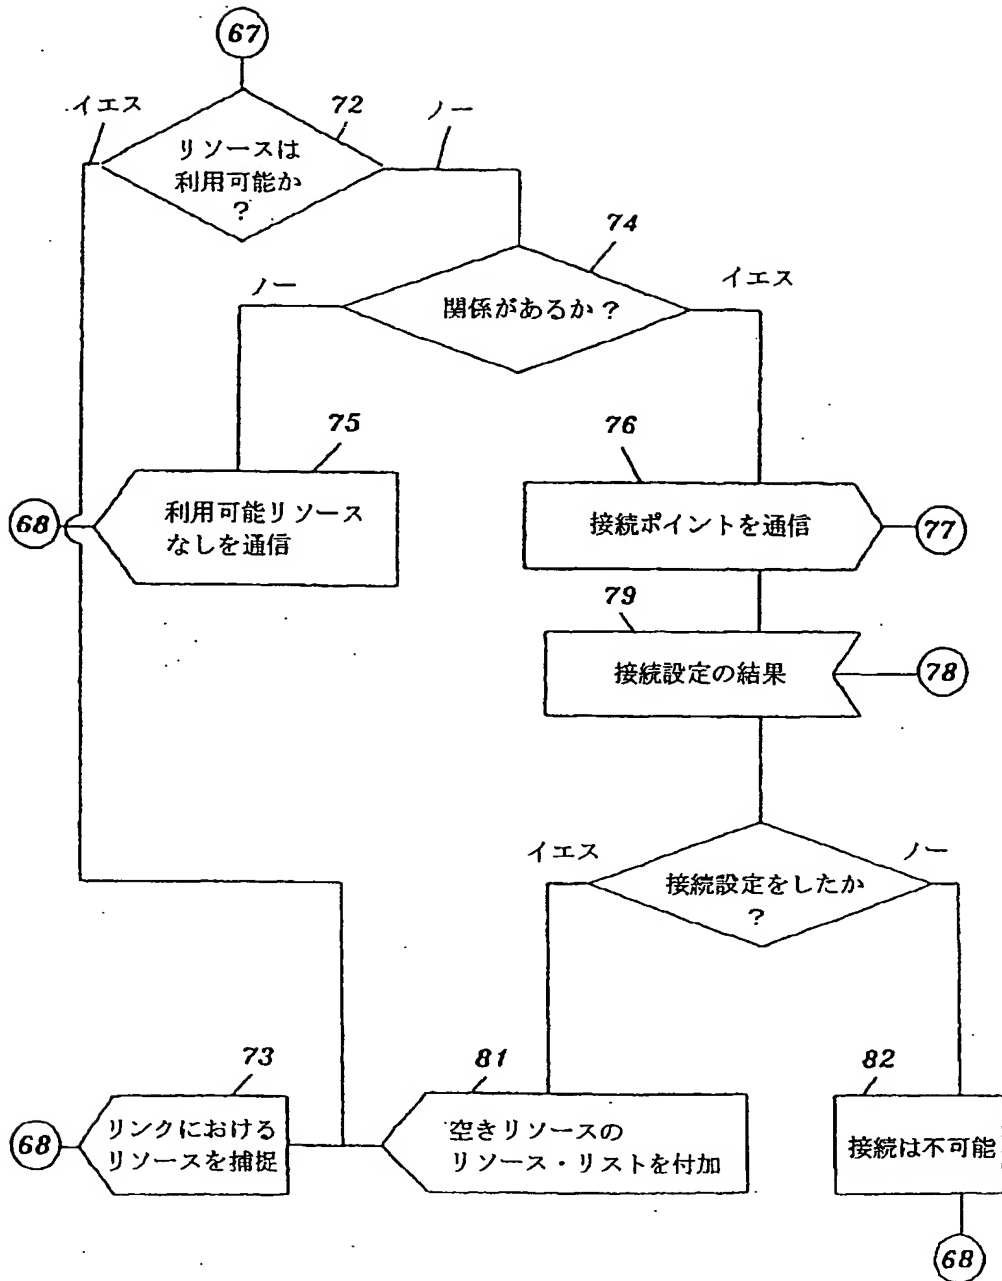 67
イエス
72
ノー
リソースは
利用可能か
?
74
ノー
イエス
関係があるか?
75
76
68
利用可能リソース
なしを通信
接続ポイントを通信
77
79
接続設定の結果
78
イエス
ノー
接続設定をしたか
?
73
81
82
68
リンクにおける
リソースを捕捉
空きリソースの
リソース・リストを付加
接続は不可能
68